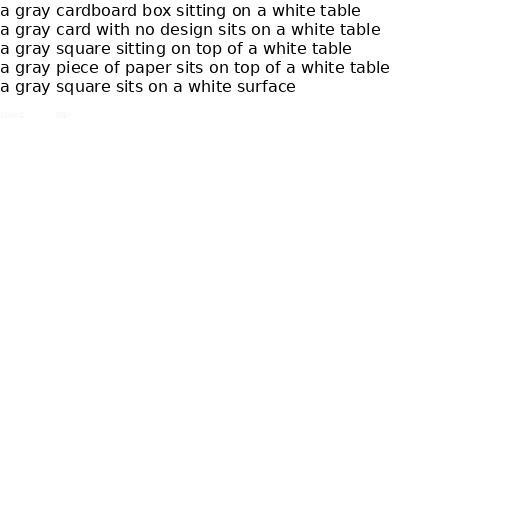 a gray cardboard box sitting on a white table
a gray card with no design sits on a white table
a gray square sitting on top of a white table
a gray piece of paper sits on top of a white table
a gray square sits on a white surface